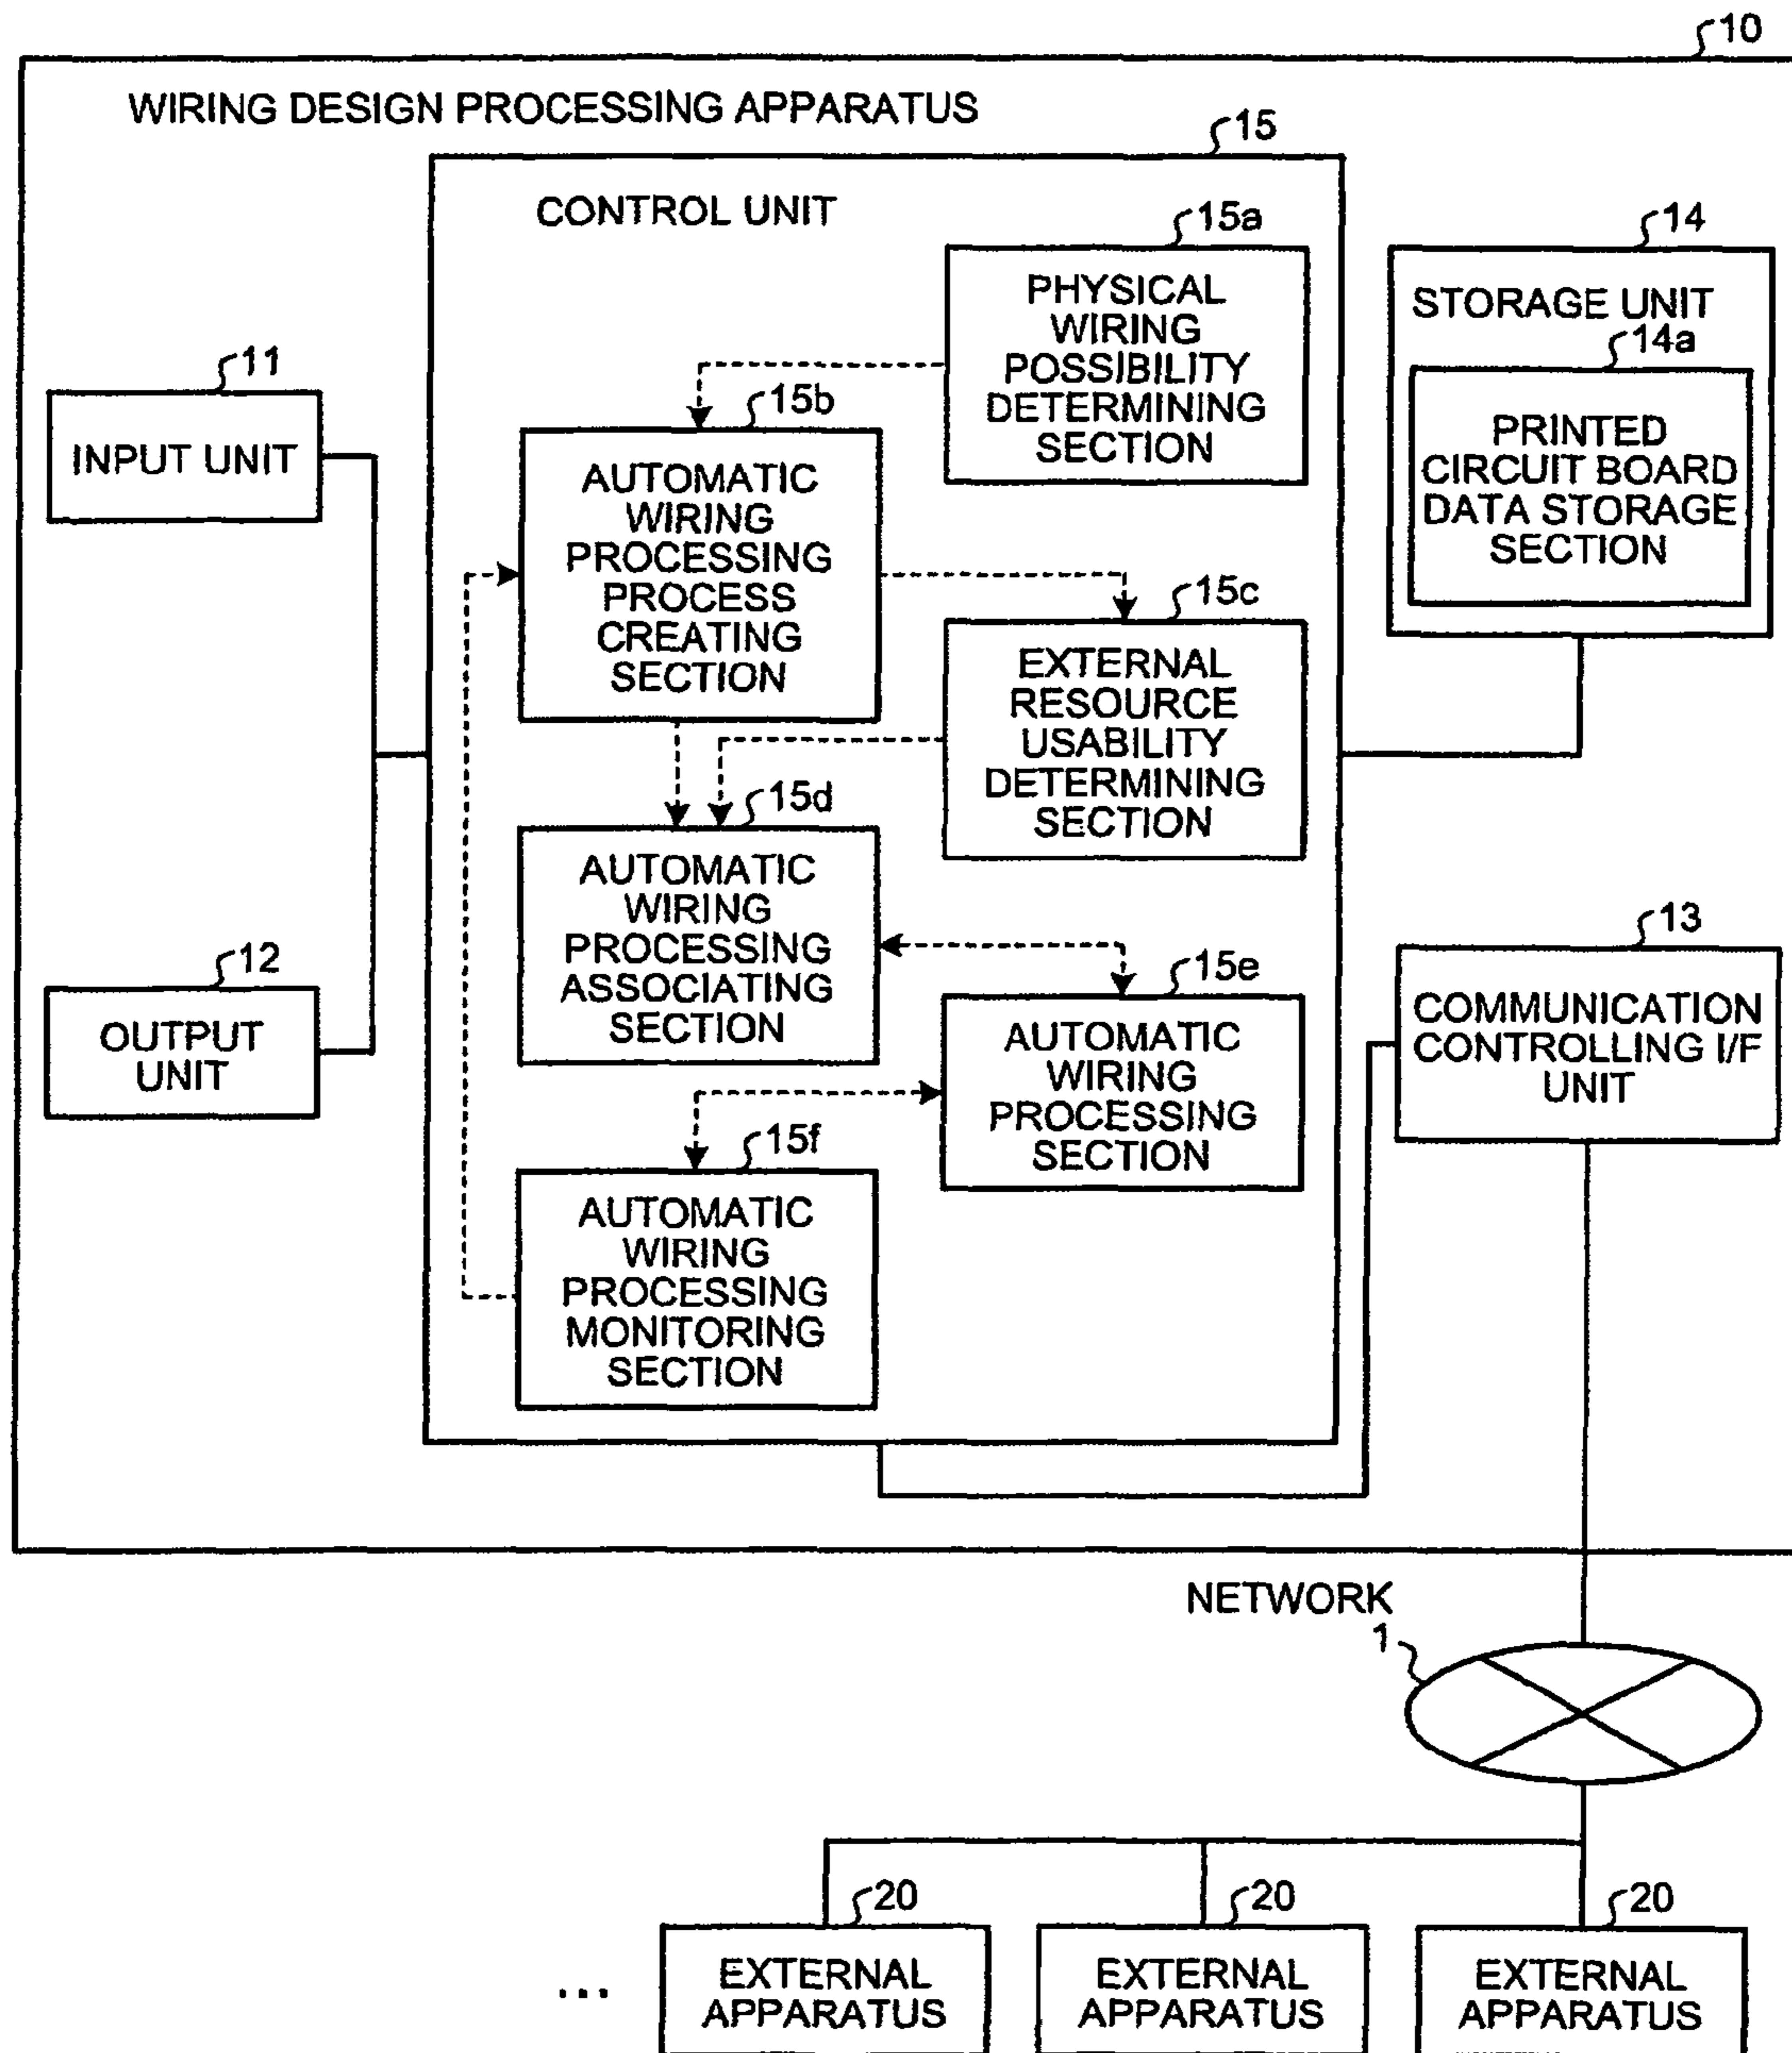 10
WIRING DESIGN PROCESSING APPARATUS
15
CONTROL UNIT
15a
PHYSICAL
WIRING
POSSIBILITY
DETERMINING
SECTION
14
STORAGE UNIT
14a
PRINTED
CIRCUIT BOARD
DATA STORAGE
SECTION
11
INPUT UNIT
15b
AUTOMATIC
WIRING
PROCESSING
PROCESS
CREATING
SECTION
15c
EXTERNAL
RESOURCE
USABILITY
DETERMINING
SECTION
15d
AUTOMATIC
WIRING
PROCESSING
ASSOCIATING
SECTION
12
OUTPUT
UNIT
15e
AUTOMATIC
WIRING
PROCESSING
SECTION
13
COMMUNICATION
CONTROLLING I/F
UNIT
15f
AUTOMATIC
WIRING
PROCESSING
MONITORING
SECTION
NETWORK
1
20
EXTERNAL
APPARATUS
20
EXTERNAL
APPARATUS
20
EXTERNAL
APPARATUS
...